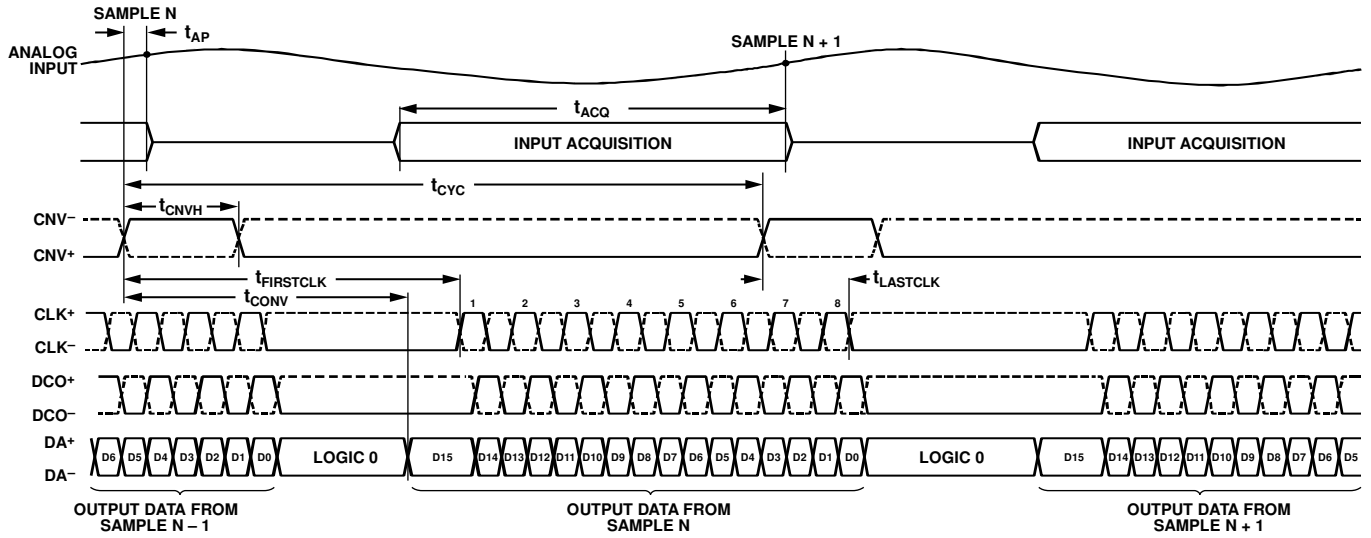 SAMPLE N
tAP
ANALOG
INPUT
SAMPLE N + 1
tACQ
INPUT ACQUISITION
INPUT ACQUISITION
tCYC
CNV–
tCNVH
CNV+
tFIRSTCLK
tLASTCLK
tCONV
1 2 3 4 5 6 7 8
CLK+
CLK–
DCO+
DCO–
DA+
D6 D5 D4 D3 D2 D1 D0 LOGIC 0 D15 D14 D13 D12 D11 D10 D9 D8 D7 D6 D5 D4 D3 D2 D1 D0 LOGIC 0 D15 D14 D13 D12 D11 D10 D9 D8 D7 D6 D5
DA–
OUTPUT DATA FROM
SAMPLE N – 1
OUTPUT DATA FROM
SAMPLE N
OUTPUT DATA FROM
SAMPLE N + 1